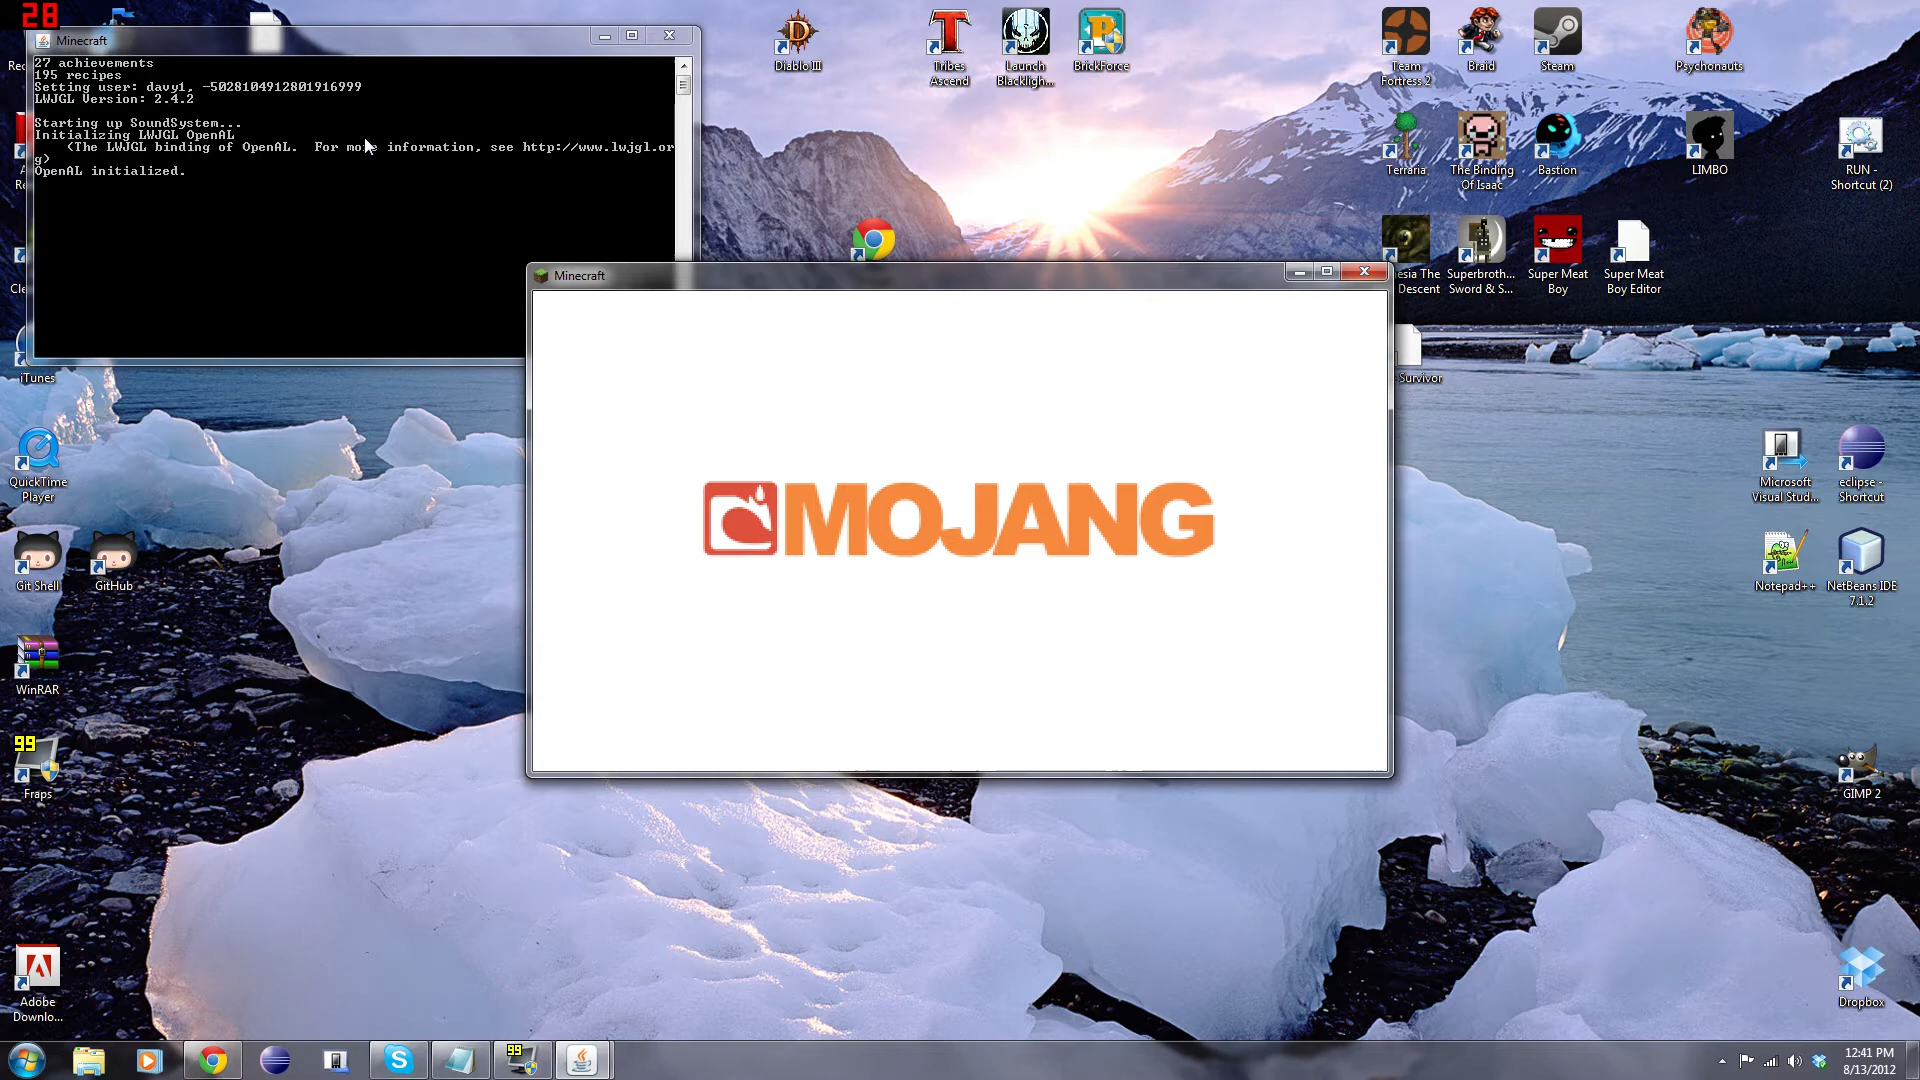 28
Minecraft
27 achievements
195 recipes
Setting user: davy1, -5028104912801916999
LWJGL Version: 2.4.2
Starting up SoundSystem...
Initializing LWJGL OpenAL
(The LWJGL binding of OpenAL.  For more information, see http://www.lwjgl.or
g)
OpenAL initialized.
Diablo III
Tribes
Ascend
Launch
Blackligh...
BrickForce
Team
Fortress 2
Braid
Steam
Psychonauts
Terraria
The Binding
Of Isaac
Bastion
LIMBO
RUN -
Shortcut (2)
esia The
Descent
Superbroth...
Sword & S...
Super Meat
Boy
Super Meat
Boy Editor
Survivor
Minecraft
MOJANG
iTunes
QuickTime
Player
Git Shell
GitHub
WinRAR
99
Fraps
Adobe
Downlo...
Microsoft
Visual Stud...
eclipse -
Shortcut
Notepad++
NetBeans IDE
7.1.2
GIMP 2
Dropbox
99
12:41 PM
8/13/2012